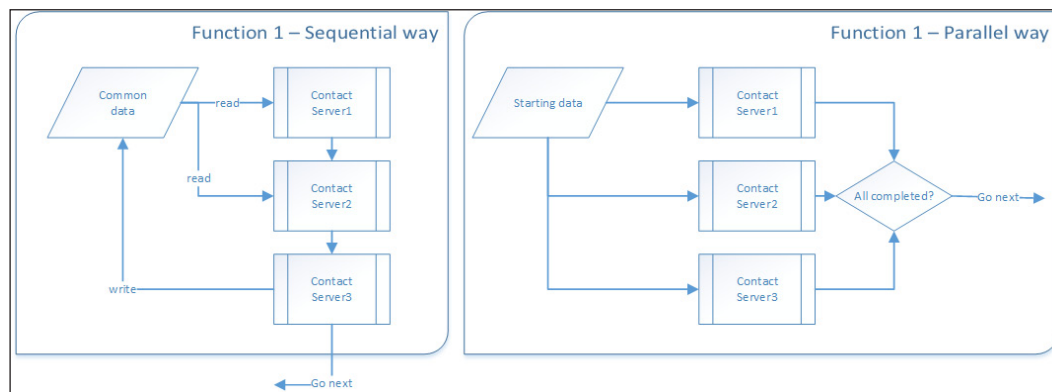 Function 1 – Sequential way
Common
data
read
Contact
Server1
read
Contact
Server2
write
Contact
Server3
Go next
Function 1 – Parallel way
Starting data
Contact
Server1
Contact
Server2
All completed?
Go next
Contact
Server3